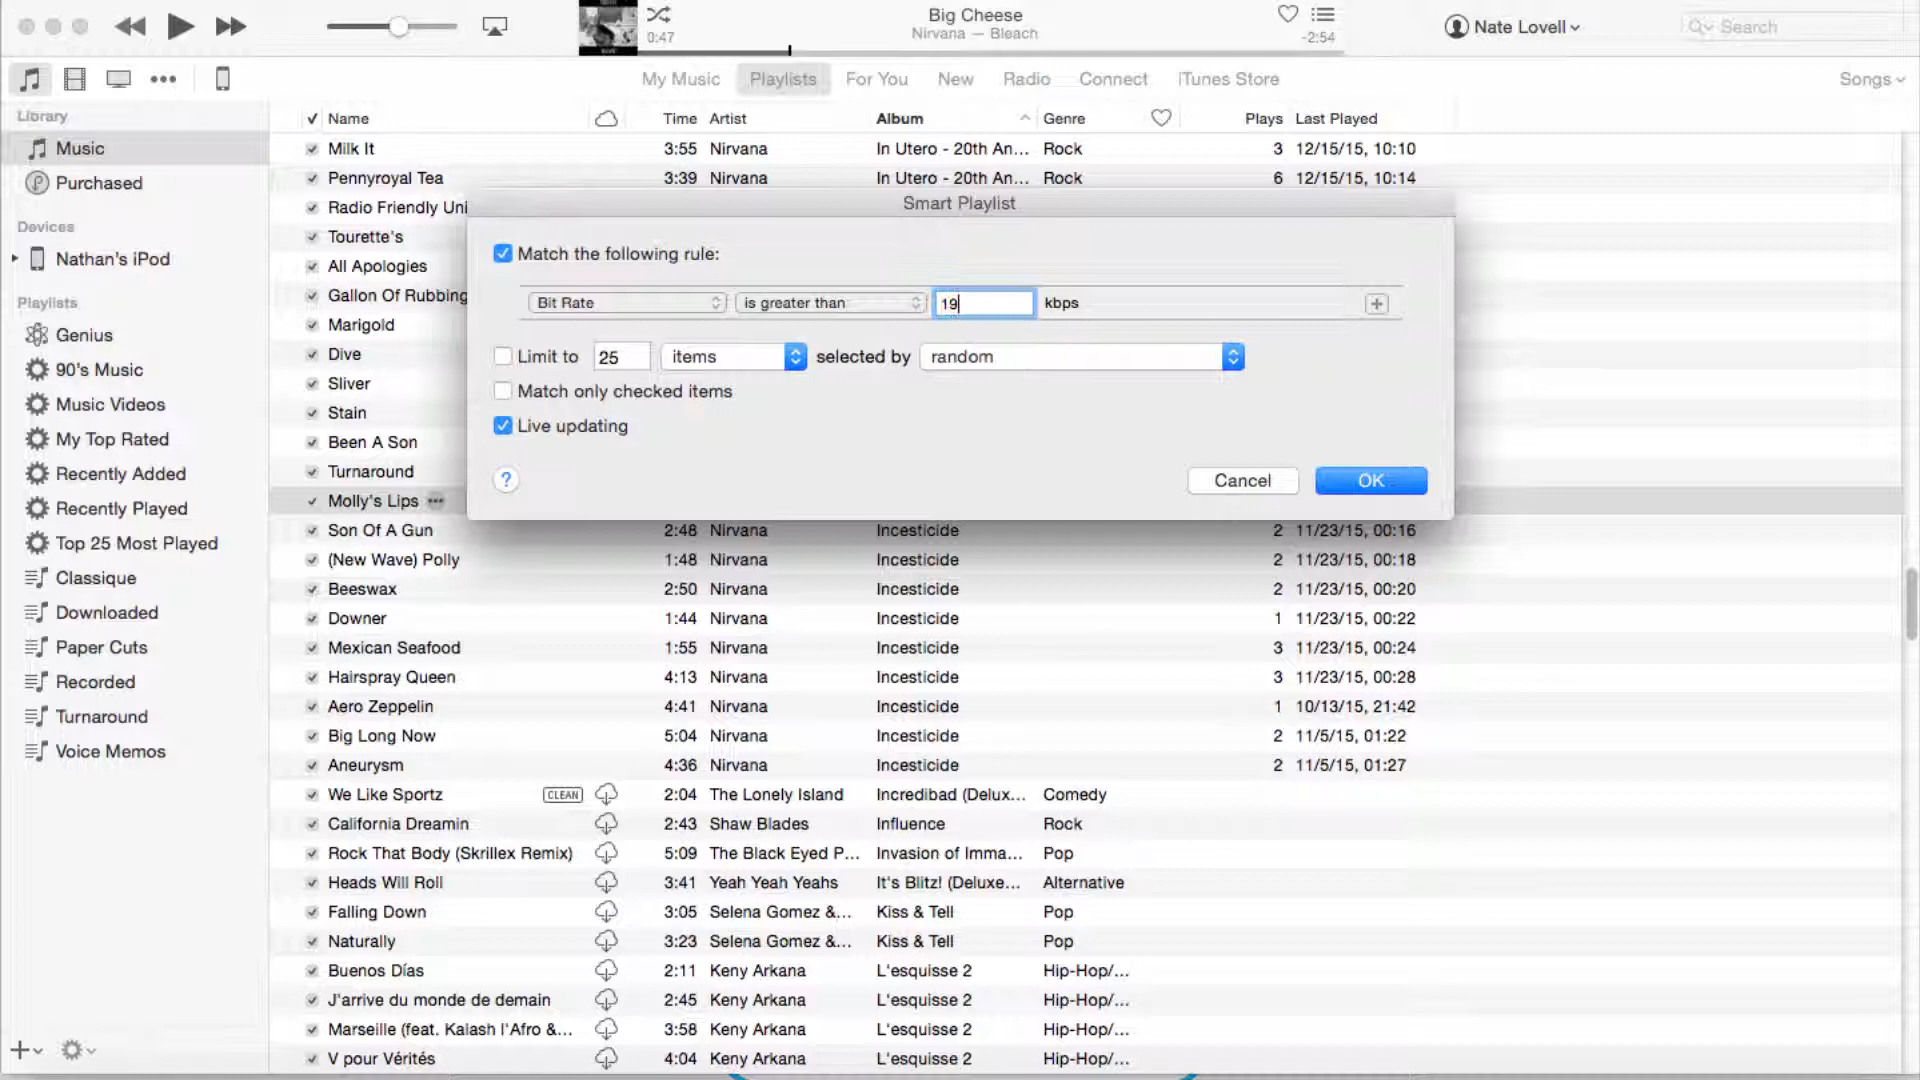 Big Cheese
Nirvana — Bleach
0:47
-2:54
Nate Lovell
Search
My Music Playlists For You New Radio Connect iTunes Store
Songs
Library
Music
Purchased
Devices
Nathan's iPod
Playlists
Genius
90's Music
Music Videos
My Top Rated
Recently Added
Recently Played
Top 25 Most Played
Classique
Downloaded
Paper Cuts
Recorded
Turnaround
Voice Memos
✓ Name Time Artist Album Genre Plays Last Played
Milk It 3:55 Nirvana In Utero - 20th An... Rock 3 12/15/15, 10:10
Pennyroyal Tea 3:39 Nirvana In Utero - 20th An... Rock 6 12/15/15, 10:14
Radio Friendly Uni
Tourette's
All Apologies
Gallon Of Rubbing
Marigold
Dive
Sliver
Stain
Been A Son
Turnaround
Molly's Lips •••
Smart Playlist
Match the following rule:
Bit Rate is greater than 19 kbps
Limit to 25 items selected by random
Match only checked items
Live updating
? Cancel OK
Son Of A Gun 2:48 Nirvana Incesticide 2 11/23/15, 00:16
(New Wave) Polly 1:48 Nirvana Incesticide 2 11/23/15, 00:18
Beeswax 2:50 Nirvana Incesticide 2 11/23/15, 00:20
Downer 1:44 Nirvana Incesticide 1 11/23/15, 00:22
Mexican Seafood 1:55 Nirvana Incesticide 3 11/23/15, 00:24
Hairspray Queen 4:13 Nirvana Incesticide 3 11/23/15, 00:28
Aero Zeppelin 4:41 Nirvana Incesticide 1 10/13/15, 21:42
Big Long Now 5:04 Nirvana Incesticide 2 11/5/15, 01:22
Aneurysm 4:36 Nirvana Incesticide 2 11/5/15, 01:27
We Like Sportz CLEAN 2:04 The Lonely Island Incredibad (Delux... Comedy
California Dreamin 2:43 Shaw Blades Influence Rock
Rock That Body (Skrillex Remix) 5:09 The Black Eyed P... Invasion of Imma... Pop
Heads Will Roll 3:41 Yeah Yeah Yeahs It's Blitz! (Deluxe... Alternative
Falling Down 3:05 Selena Gomez &... Kiss & Tell Pop
Naturally 3:23 Selena Gomez &... Kiss & Tell Pop
Buenos Días 2:11 Keny Arkana L'esquisse 2 Hip-Hop/...
J'arrive du monde de demain 2:45 Keny Arkana L'esquisse 2 Hip-Hop/...
Marseille (feat. Kalash l'Afro &... 3:58 Keny Arkana L'esquisse 2 Hip-Hop/...
V pour Vérités 4:04 Keny Arkana L'esquisse 2 Hip-Hop/...